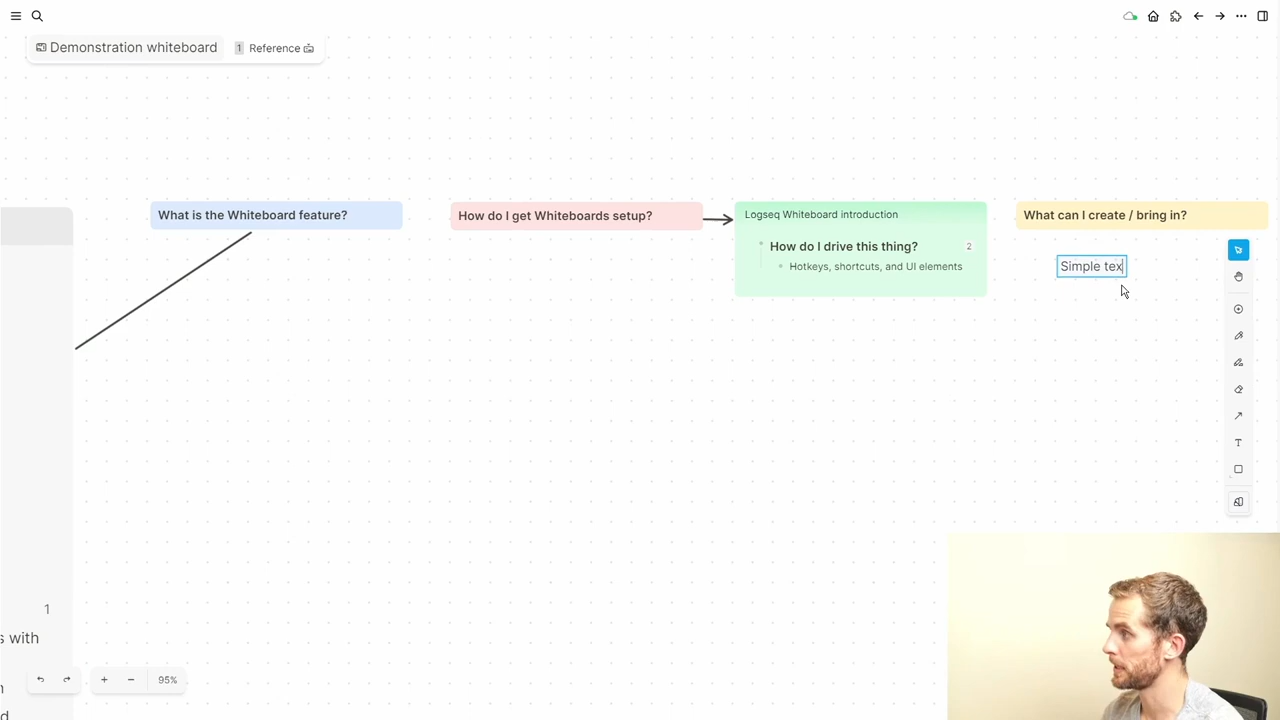 Demonstration whiteboard
1 Reference
What is the Whiteboard feature?
How do I get Whiteboards setup?
Logseq Whiteboard introduction
How do I drive this thing? 2
Hotkeys, shortcuts, and UI elements
What can I create / bring in?
Simple tex
T
1
s with
n
d
95%